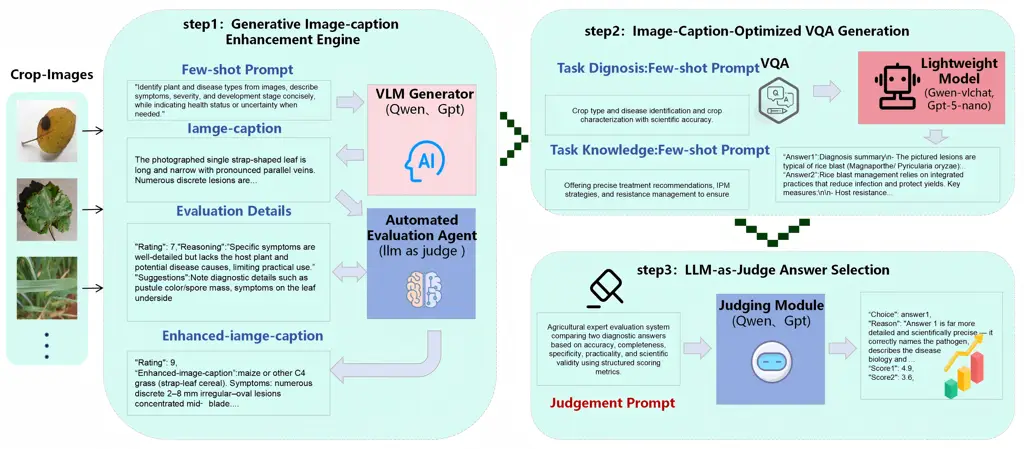 Crop-Images
step1: Generative Image-caption
Enhancement Engine
Few-shot Prompt
"Identify plant and disease types from images, describe
symptoms, severity, and development stage concisely,
while indicating health status or uncertainty when
needed."
VLM Generator
(Qwen、Gpt)
AI
Iamge-caption
The photographed single strap-shaped leaf is
long and narrow with pronounced parallel veins.
Numerous discrete lesions are...
Evaluation Details
"Rating": 7,"Reasoning":"Specific symptoms are
well-detailed but lacks the host plant and
potential disease causes, limiting practical use."
"Suggestions":Note diagnostic details such as
pustule color/spore mass, symptoms on the leaf
underside
Automated
Evaluation Agent
(llm as judge )
Enhanced-iamge-caption
"Rating": 9,
"Enhanced-image-caption":maize or other C4
grass (strap-leaf cereal). Symptoms: numerous
discrete 2–8 mm irregular–oval lesions
concentrated mid- blade....
step2: Image-Caption-Optimized VQA Generation
Task Dignosis:Few-shot Prompt
VQA
Crop type and disease identification and crop
characterization with scientific accuracy.
Lightweight
Model
(Gwen-vlchat,
Gpt-5-nano)
Task Knowledge:Few-shot Prompt
Offering precise treatment recommendations, IPM
strategies, and resistance management to ensure
"Answer1":Diagnosis summary\n- The pictured lesions are
typical of rice blast (Magnaporthe/ Pyricularia oryzae)...
"Answer2":Rice blast management relies on integrated
practices that reduce infection and protect yields. Key
measures:\n\n- Host resistance...
step3: LLM-as-Judge Answer Selection
Agricultural expert evaluation system
comparing two diagnostic answers
based on accuracy, completeness,
specificity, practicality, and scientific
validity using structured scoring
metrics.
Judgement Prompt
Judging Module
(Qwen、Gpt)
"Choice": answer1,
"Reason": "Answer 1 is far more
detailed and scientifically precise — it
correctly names the pathogen,
describes the disease
biology and ...
"Score1": 4.9,
"Score2": 3.6,